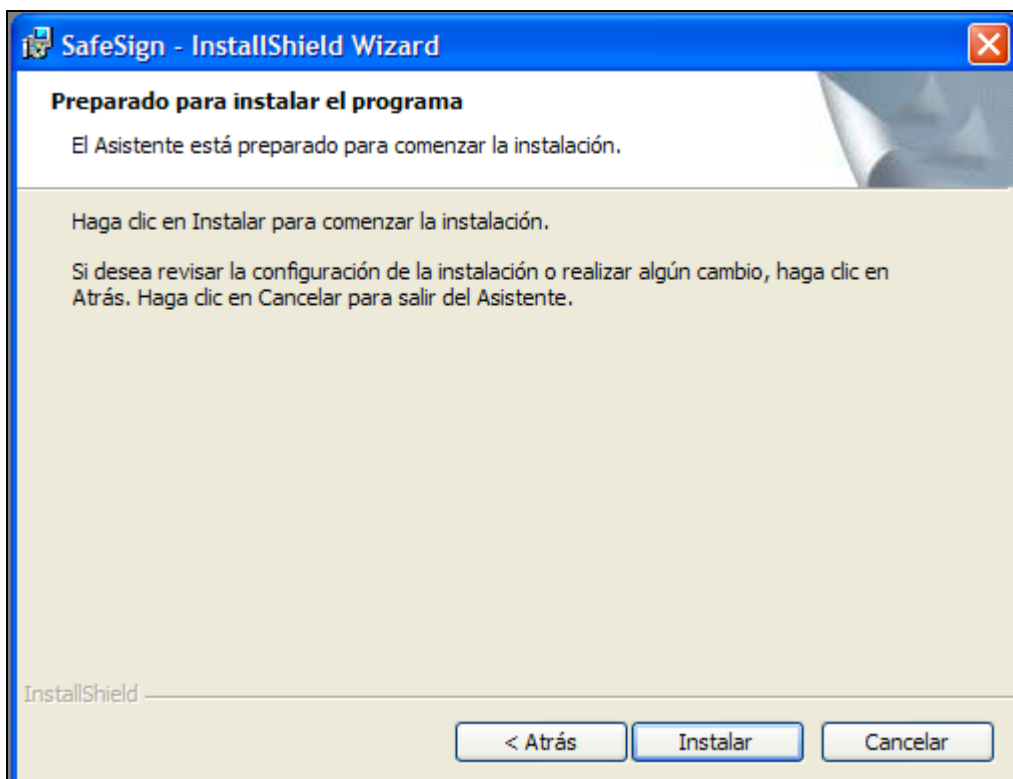 SafeSign - InstallShield Wizard
Preparado para instalar el programa
El Asistente está preparado para comenzar la instalación.
Haga clic en Instalar para comenzar la instalación.
Si desea revisar la configuración de la instalación o realizar algún cambio, haga clic en
Atrás. Haga clic en Cancelar para salir del Asistente.
InstallShield
< Atrás
Instalar
Cancelar